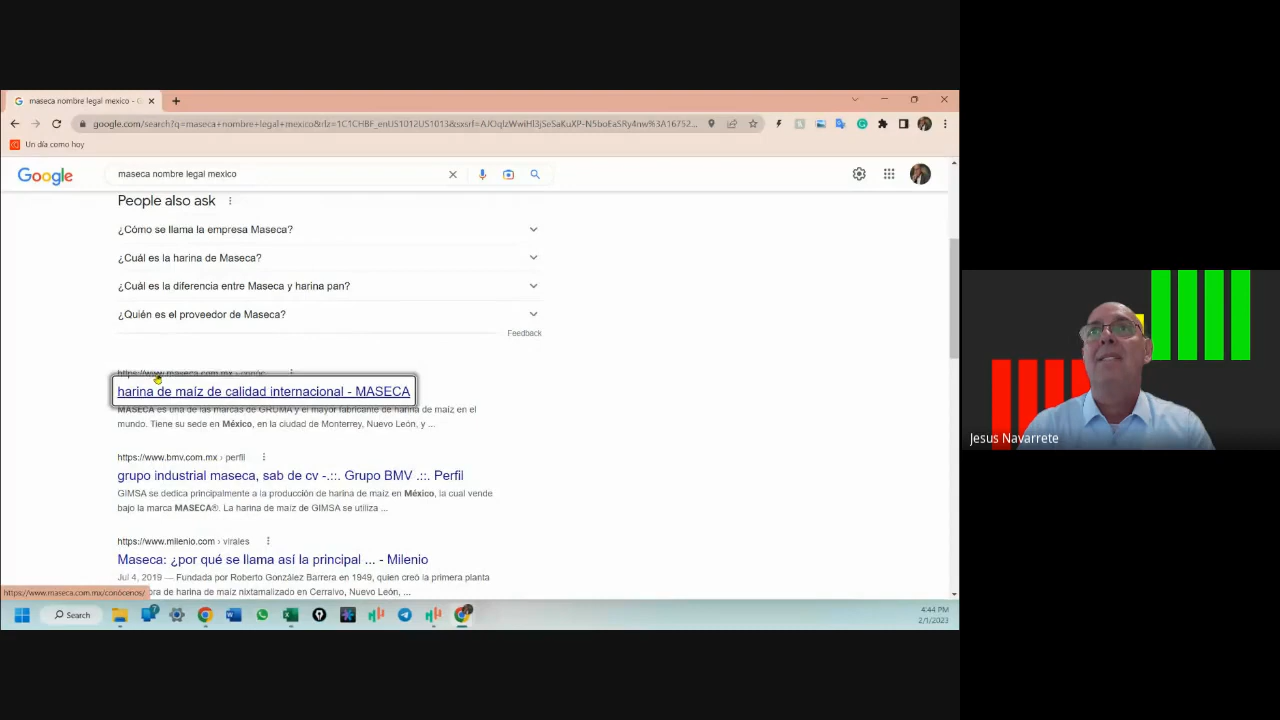 maseca nombre legal mexico - G
Un día como hoy
Google
maseca nombre legal mexico
People also ask
¿Cómo se llama la empresa Maseca?
¿Cuál es la harina de Maseca?
¿Cuál es la diferencia entre Maseca y harina pan?
¿Quién es el proveedor de Maseca?
Feedback
https://www.maseca.com.mx › conóc...
harina de maíz de calidad internacional - MASECA
MASECA es una de las marcas de GRUMA y el mayor fabricante de harina de maíz en el
mundo. Tiene su sede en México, en la ciudad de Monterrey, Nuevo León, y ...
https://www.bmv.com.mx › perfil
grupo industrial maseca, sab de cv -.::. Grupo BMV .::. Perfil
GIMSA se dedica principalmente a la producción de harina de maíz en México, la cual vende
bajo la marca MASECA®. La harina de maíz de GIMSA se utiliza ...
https://www.milenio.com › virales
Maseca: ¿por qué se llama así la principal ... - Milenio
Jul 4, 2019 — Fundada por Roberto González Barrera en 1949, quien creó la primera planta
ora de harina de maíz nixtamalizado en Cerralvo, Nuevo León, ...
https://www.maseca.com.mx/conócenos/
Search
4:44 PM
2/1/2023
Jesus Navarrete